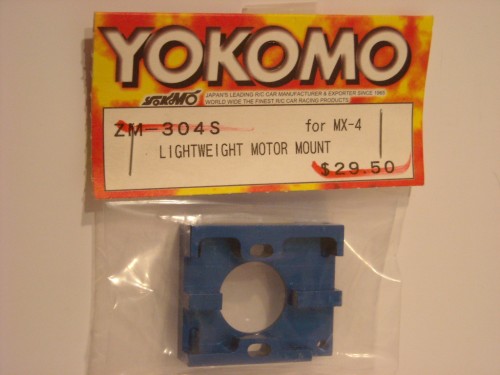 YOKOMO
YOKOMO JAPAN'S LEADING R/C CAR MANUFACTURER & EXPORTER SINCE 1965
WORLD WIDE THE FINEST R/C CAR RACING PRODUCTS.
ZM-304S for MX-4
LIGHTWEIGHT MOTOR MOUNT
$29.50